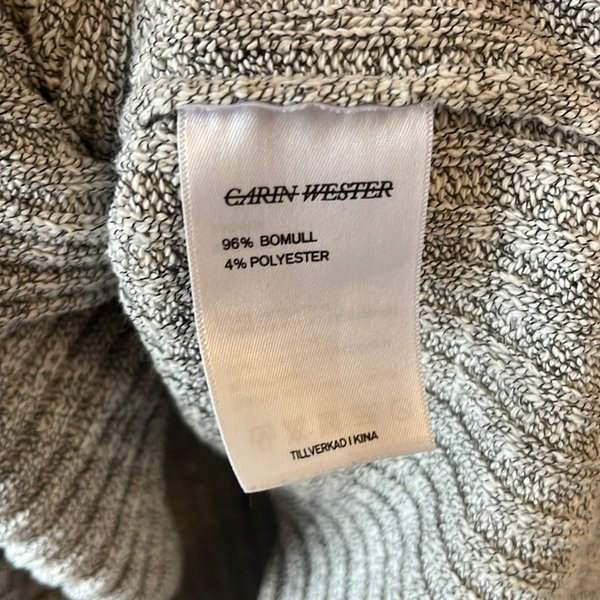 CARIN WESTER
96% BOMULL
4% POLYESTER
TILLVERKAD I KINA